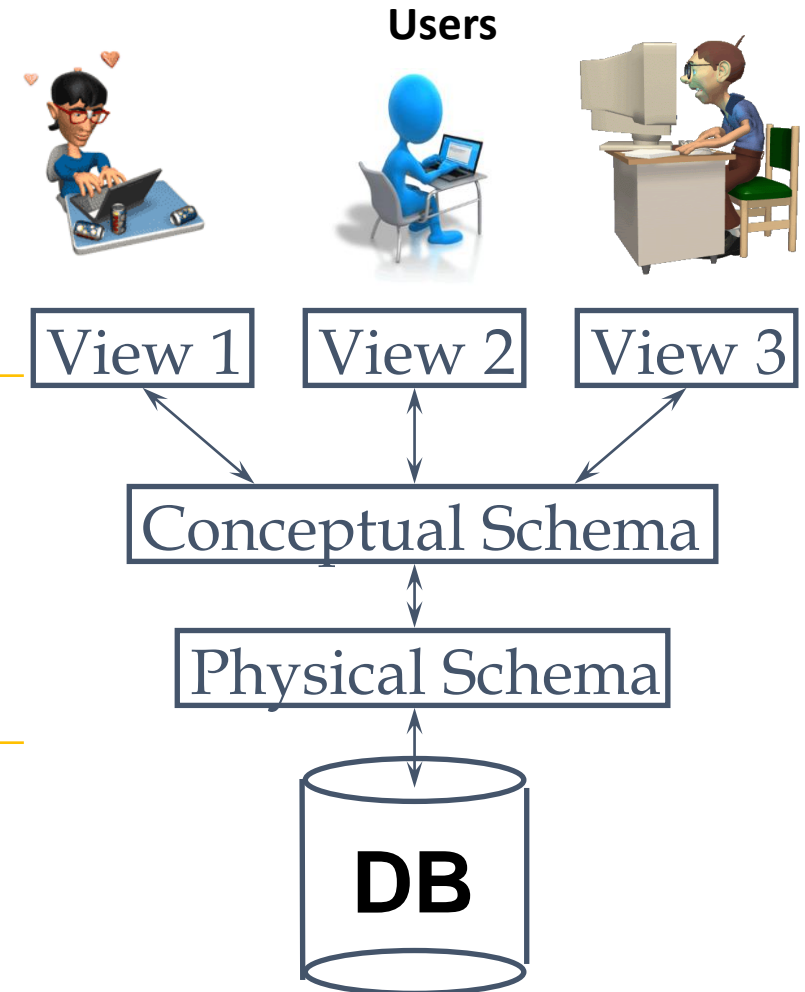 Users
View 1
View 2
View 3
Conceptual Schema
Physical Schema
DB